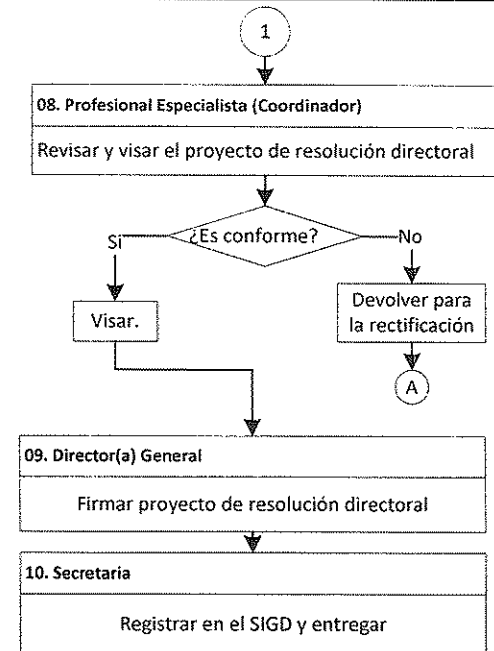 1
08. Profesional Especialista (Coordinador)
Revisar y visar el proyecto de resolución directoral
¿Es conforme?
Si
No
Visar.
Devolver para
la rectificación
A
09. Director(a) General
Firmar proyecto de resolución directoral
10. Secretaria
Registrar en el SIGD y entregar